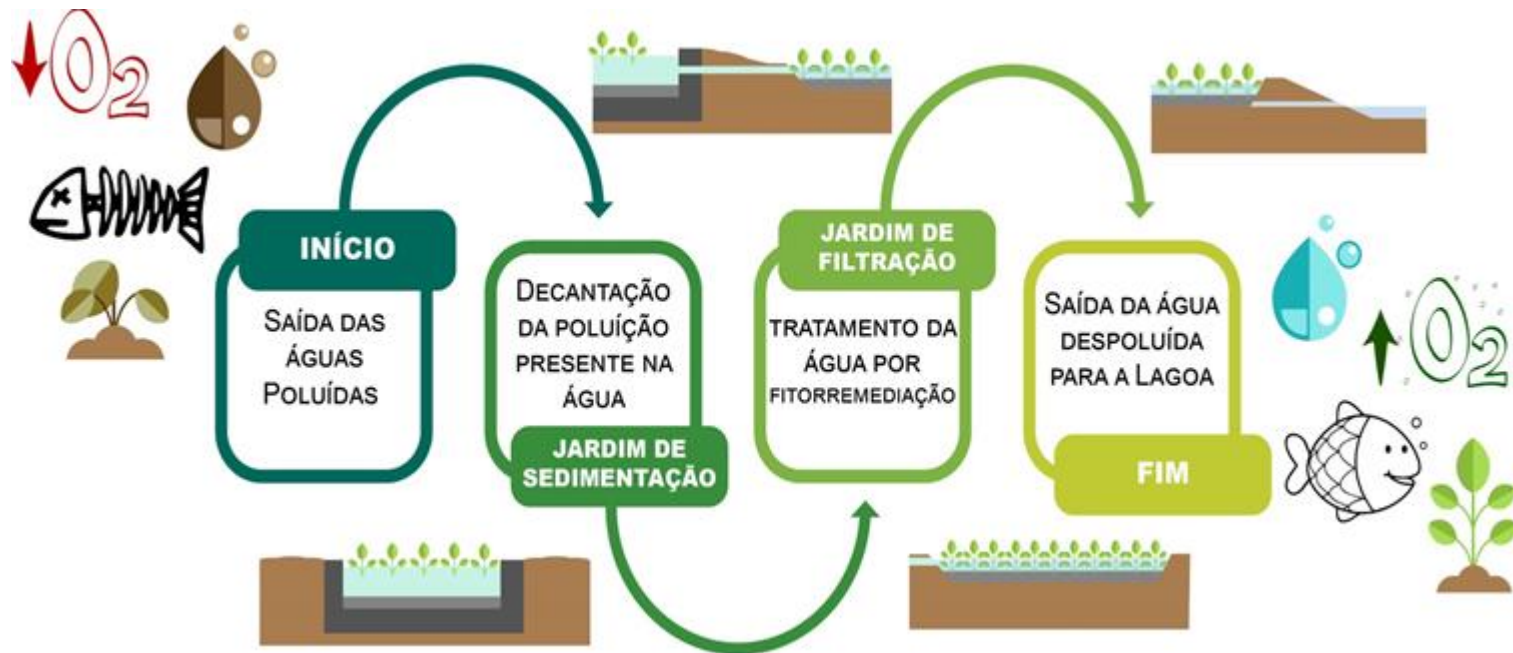 O2
INÍCIO
SAÍDA DAS
ÁGUAS
POLUÍDAS
DECANTAÇÃO
DA POLUÍÇÃO
PRESENTE NA
ÁGUA
JARDIM DE
SEDIMENTAÇÃO
JARDIM DE
FILTRAÇÃO
TRATAMENTO DA
ÁGUA POR
FITORREMEDIAÇÃO
SAÍDA DA ÁGUA
DESPOLUÍDA
PARA A LAGOA
FIM
O2